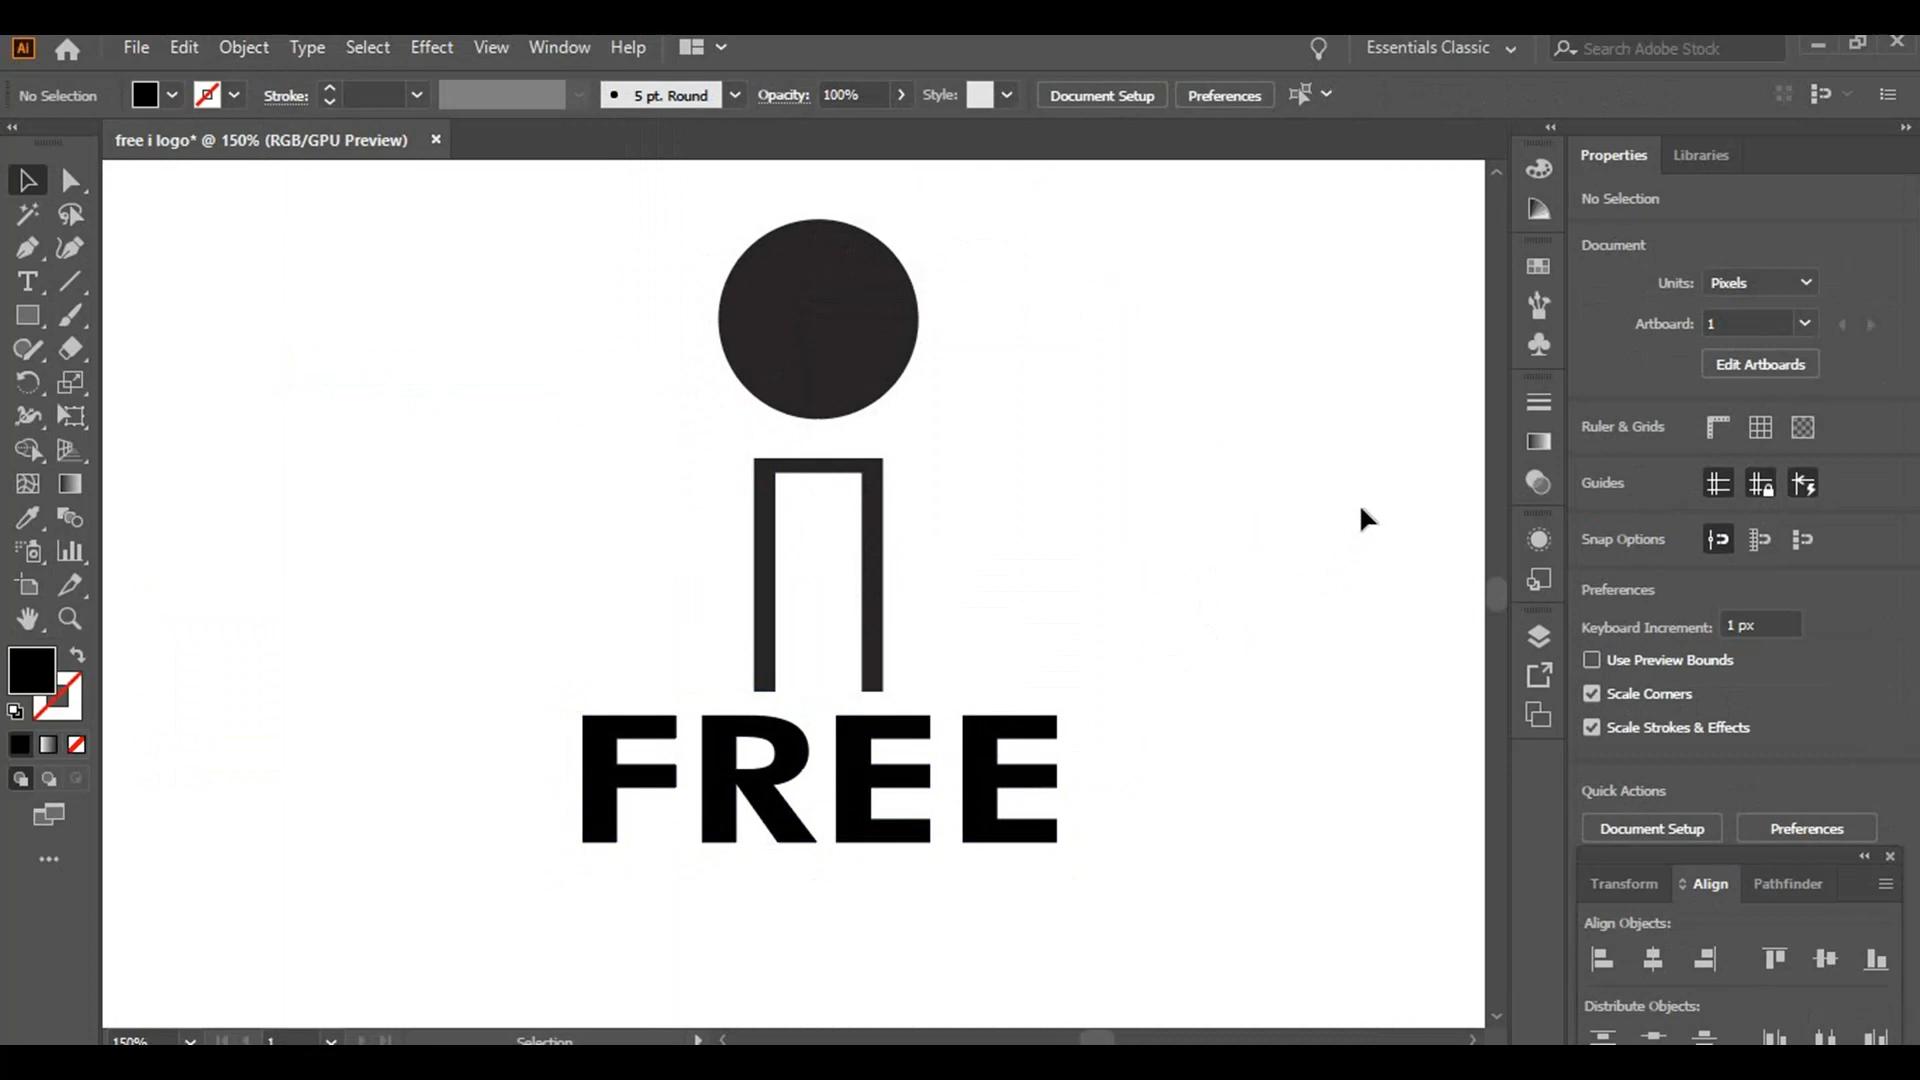 Ai File Edit Object Type Select Effect View Window Help Essentials Classic Search Adobe Stock
No Selection Stroke: 5 pt. Round Opacity: 100% Style: Document Setup Preferences
free i logo* @ 150% (RGB/GPU Preview)
Properties Libraries
No Selection
Document
Units: Pixels
Artboard: 1
Edit Artboards
Ruler & Grids
Guides
Snap Options
Preferences
Keyboard Increment: 1 px
Use Preview Bounds
Scale Corners
Scale Strokes & Effects
FREE
Quick Actions
Document Setup Preferences
Transform Align Pathfinder
Align Objects:
Distribute Objects:
150% 1 Selection